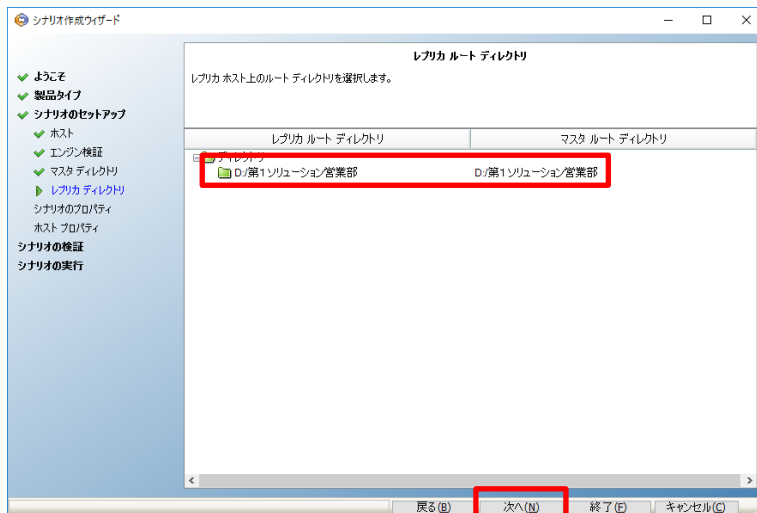 シナリオ作成ウィザード
レプリカ ルート ディレクトリ
レプリカ ホスト上のルート ディレクトリを選択します。
ようこそ
製品タイプ
シナリオのセットアップ
ホスト
エンジン検証
マスタ ディレクトリ
レプリカ ディレクトリ
シナリオのプロパティ
ホスト プロパティ
シナリオの検証
シナリオの実行
レプリカ ルート ディレクトリ マスタ ルート ディレクトリ
ディレクトリ
D:/第1ソリューション営業部 D:/第1ソリューション営業部
戻る(B) 次へ(N) 終了(F) キャンセル(C)